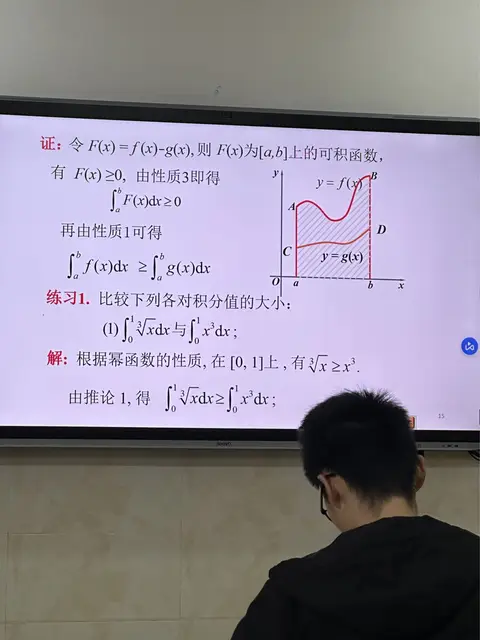 证: 令 F(x) = f(x)-g(x), 则 F(x)为[a,b]上的可积函数,
有 F(x) ≥0, 由性质3即得
∫_a^b F(x)dx ≥ 0
再由性质1可得
∫_a^b f(x)dx ≥ ∫_a^b g(x)dx
y
y = f(x)
B
A
D
C
y = g(x)
O
a
b
x
练习1. 比较下列各对积分值的大小:
(1) ∫_0^1 ∛x dx 与 ∫_0^1 x³dx ;
解: 根据幂函数的性质, 在 [0, 1]上 , 有 ∛x ≥ x³.
由推论 1, 得 ∫_0^1 ∛x dx ≥ ∫_0^1 x³dx ;
15